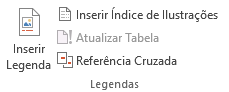 Inserir
Legenda
Inserir Índice de Ilustrações
Atualizar Tabela
Referência Cruzada
Legendas